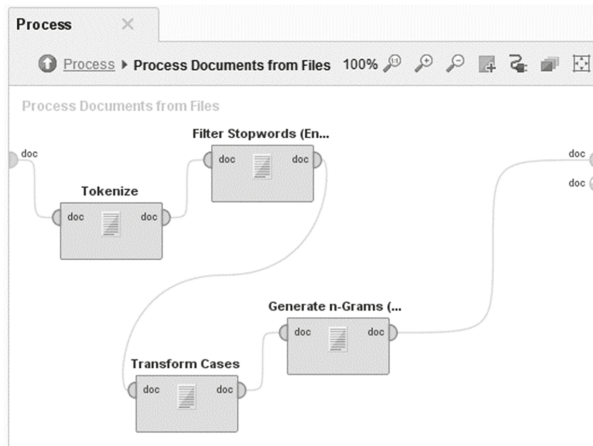 Process
Process ▸ Process Documents from Files 100%
Process Documents from Files
Filter Stopwords (En...
doc
doc doc
doc
doc
Tokenize
doc doc
Generate n-Grams (...
doc doc
Transform Cases
doc doc